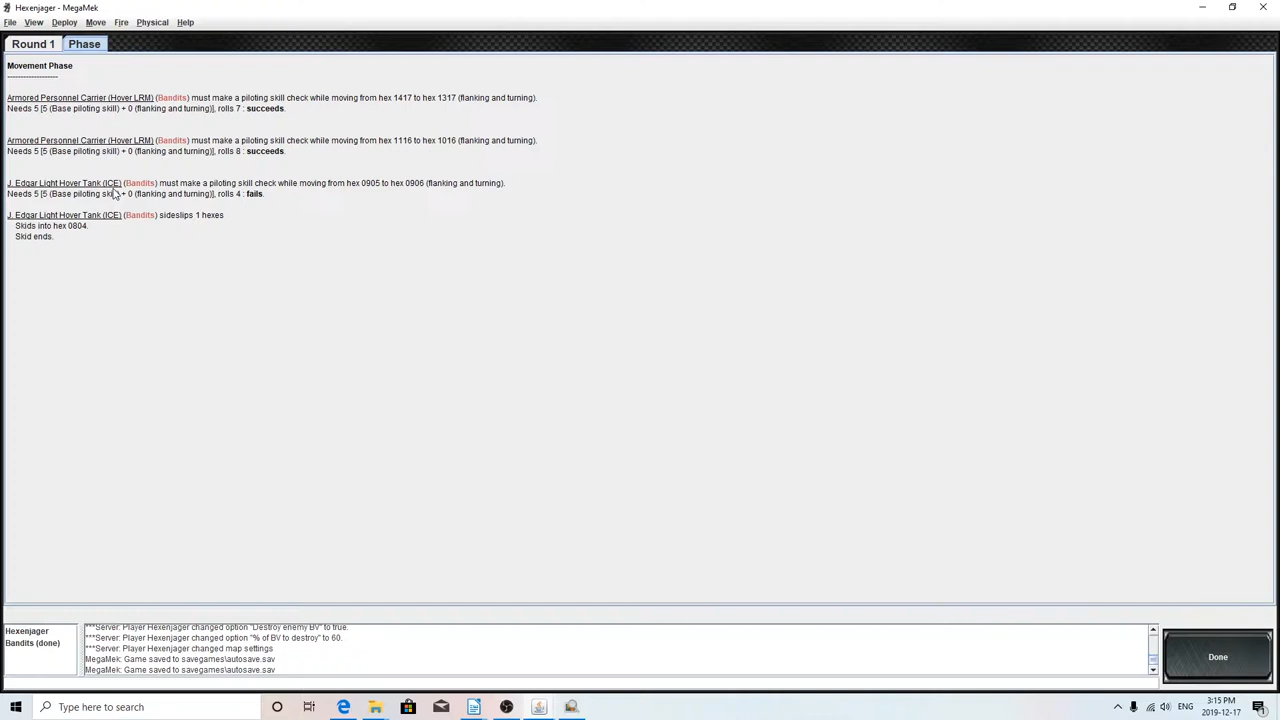 Hexenjager - MegaMek
File View Deploy Move Fire Physical Help
Round 1 Phase
Movement Phase
--------------------
Armored Personnel Carrier (Hover LRM) (Bandits) must make a piloting skill check while moving from hex 1417 to hex 1317 (flanking and turning).
Needs 5 [5 (Base piloting skill) + 0 (flanking and turning)], rolls 7 : succeeds.
Armored Personnel Carrier (Hover LRM) (Bandits) must make a piloting skill check while moving from hex 1116 to hex 1016 (flanking and turning).
Needs 5 [5 (Base piloting skill) + 0 (flanking and turning)], rolls 8 : succeeds.
J. Edgar Light Hover Tank (ICE) (Bandits) must make a piloting skill check while moving from hex 0905 to hex 0906 (flanking and turning).
Needs 5 [5 (Base piloting skill) + 0 (flanking and turning)], rolls 4 : fails.
J. Edgar Light Hover Tank (ICE) (Bandits) sideslips 1 hexes
Skids into hex 0804.
Skid ends.
Hexenjager
Bandits (done)
***Server: Player Hexenjager changed option "Destroy enemy BV" to true.
***Server: Player Hexenjager changed option "% of BV to destroy" to 60.
***Server: Player Hexenjager changed map settings
MegaMek: Game saved to savegames\autosave.sav
MegaMek: Game saved to savegames\autosave.sav
Done
Type here to search
ENG
3:15 PM
2019-12-17
1